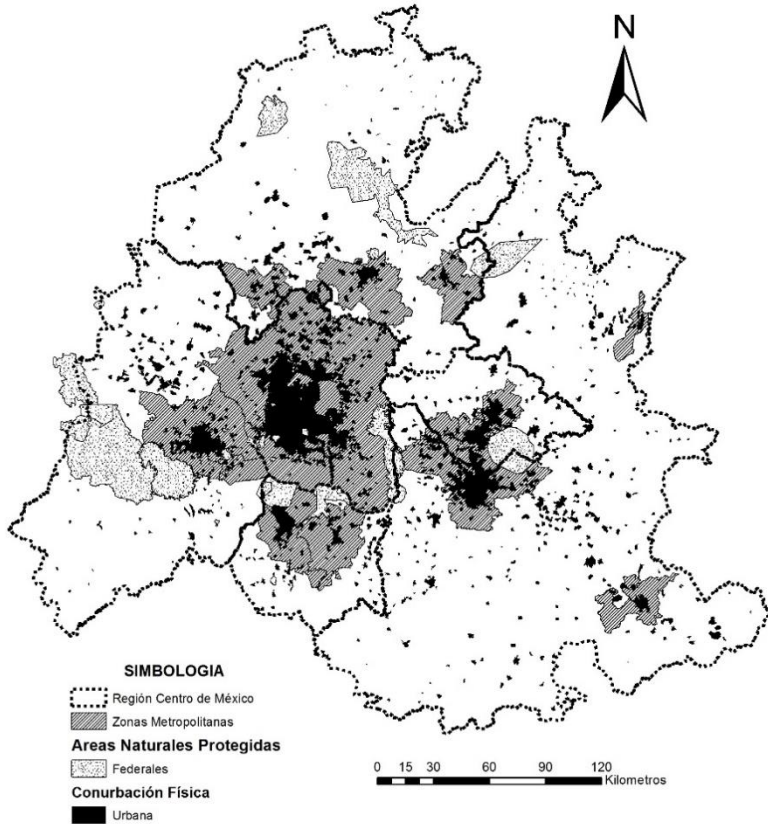 N
SIMBOLOGIA
Región Centro de México
Zonas Metropolitanas
Areas Naturales Protegidas
Federales
Conurbación Física
Urbana
0 15 30 60 90 120
Kilometros